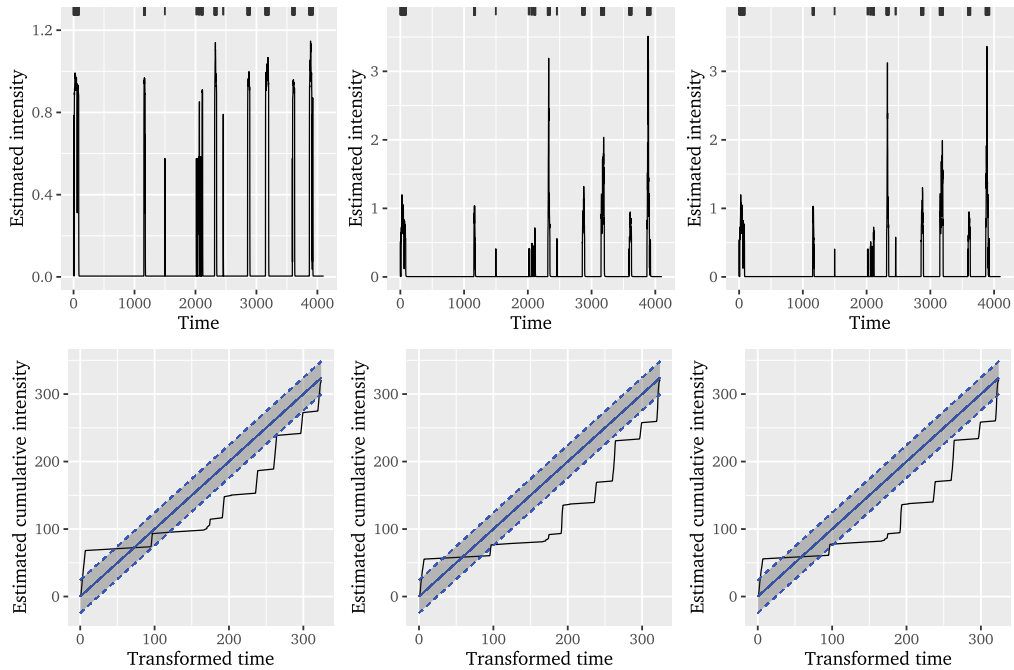 Estimated intensity
1.2
0.8
0.4
0.0
0 1000 2000 3000 4000
Time
Estimated intensity
3
2
1
0
0 1000 2000 3000 4000
Time
Estimated intensity
3
2
1
0
0 1000 2000 3000 4000
Time
Estimated cumulative intensity
300
200
100
0
0 100 200 300
Transformed time
Estimated cumulative intensity
300
200
100
0
0 100 200 300
Transformed time
Estimated cumulative intensity
300
200
100
0
0 100 200 300
Transformed time